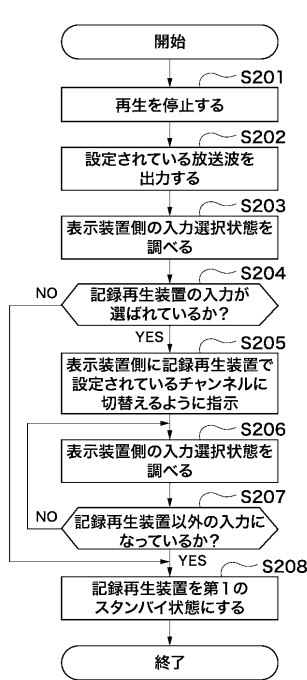 開始
S201
再生を停止する
S202
設定されている放送波を
出力する
S203
表示装置側の入力選択状態を
調べる
S204
記録再生装置の入力が
選ばれているか?
NO
YES
S205
表示装置側に記録再生装置で
設定されているチャンネルに
切替えるように指示
S206
表示装置側の入力選択状態を
調べる
S207
記録再生装置以外の入力に
なっているか?
NO
YES
S208
記録再生装置を第1の
スタンバイ状態にする
終了